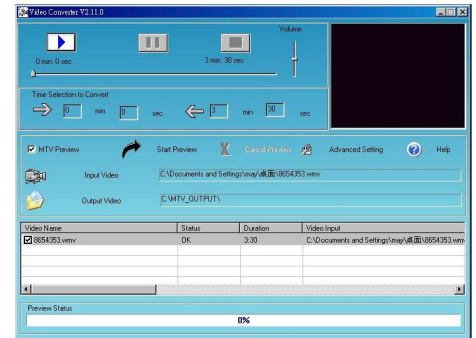 Video Converter V2.11.0
Volume
0 min: 0 sec
3 min: 30 sec
Time Selection to Convert
0 min 0 sec 3 min 30 sec
MTV Preview Start Preview Cancel Preview Advanced Setting Help
Input Video C:\Documents and Settings\may\桌面\8654353.wmv
Output Video C:\MTV_OUTPUT\
Video Name Status Duration Video Input
8654353.wmv OK 3:30 C:\Documents and Settings\may\桌面\8654353.wm
Preview Status
0%